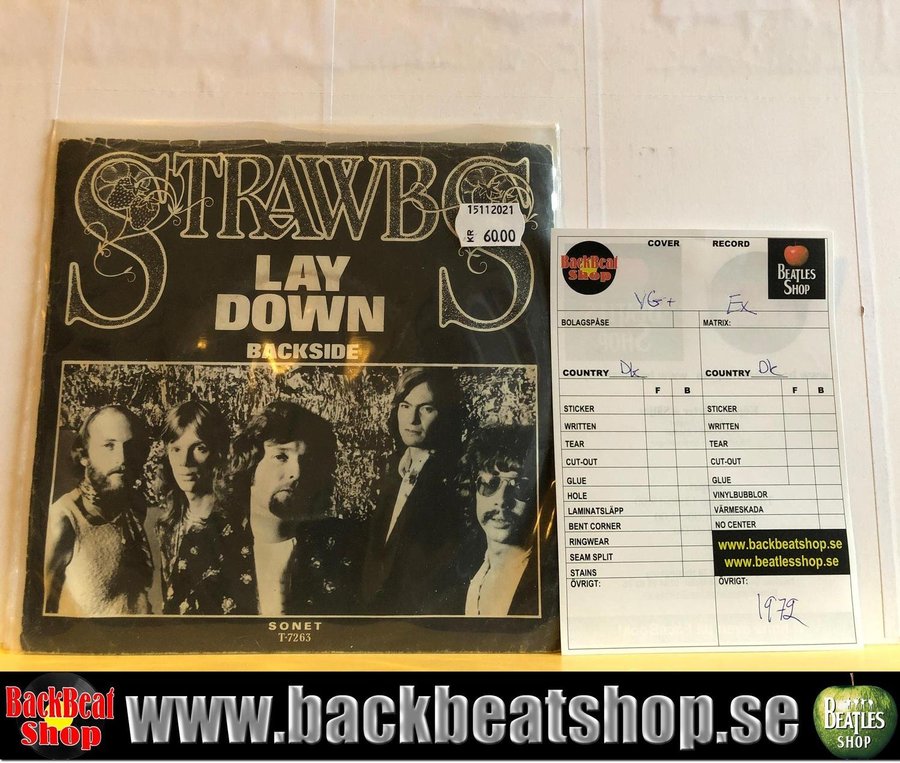 STRAWBS
15112021
KR 60.00
LAY
DOWN
BACKSIDE
SONET
T-7263
COVER RECORD
BackBeat
Shop
BEATLES
SHOP
VG+ Ex
BOLAGSPÅSE MATRIX:
COUNTRY Dk COUNTRY Dk
F B F B
STICKER STICKER
WRITTEN WRITTEN
TEAR TEAR
CUT-OUT CUT-OUT
GLUE GLUE
HOLE VINYLBUBBLOR
LAMINATSLÄPP VÄRMESKADA
BENT CORNER NO CENTER
RINGWEAR
SEAM SPLIT
STAINS
www.backbeatshop.se
www.beatlesshop.se
ÖVRIGT: ÖVRIGT:
1972
BackBeat
Shop
www.backbeatshop.se
BEATLES
SHOP